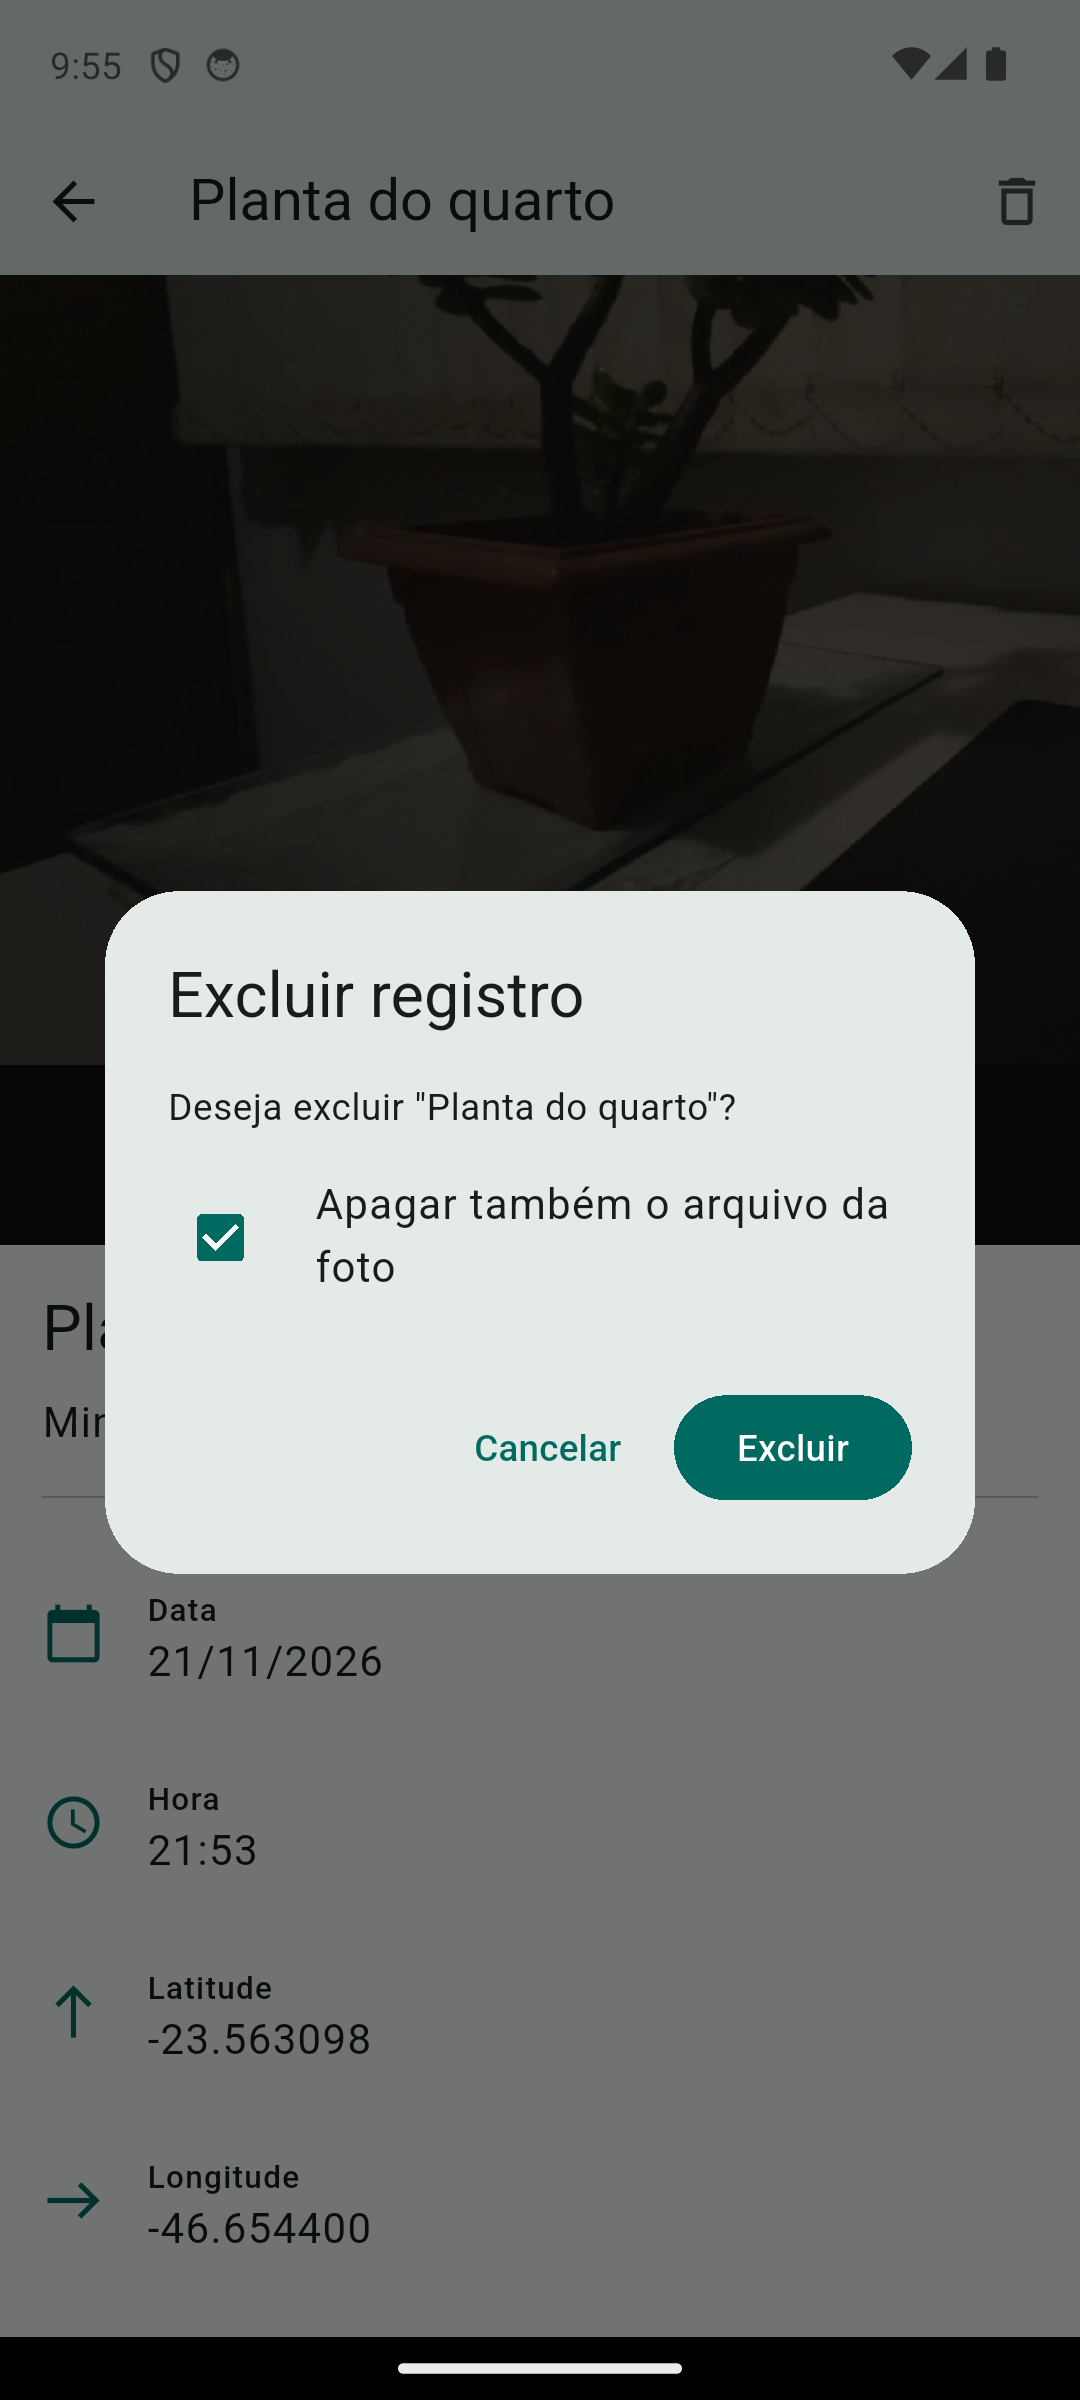 9:55
Planta do quarto
Excluir registro
Deseja excluir "Planta do quarto"?
Apagar também o arquivo da
foto
Cancelar
Excluir
Data
21/11/2026
Hora
21:53
Latitude
-23.563098
Longitude
-46.654400